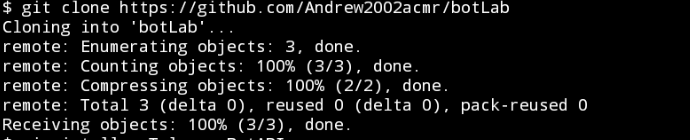 $ git clone https://github.com/Andrew2002acmr/botLab
Cloning into 'botLab'...
remote: Enumerating objects: 3, done.
remote: Counting objects: 100% (3/3), done.
remote: Compressing objects: 100% (2/2), done.
remote: Total 3 (delta 0), reused 0 (delta 0), pack-reused 0
Receiving objects: 100% (3/3), done.